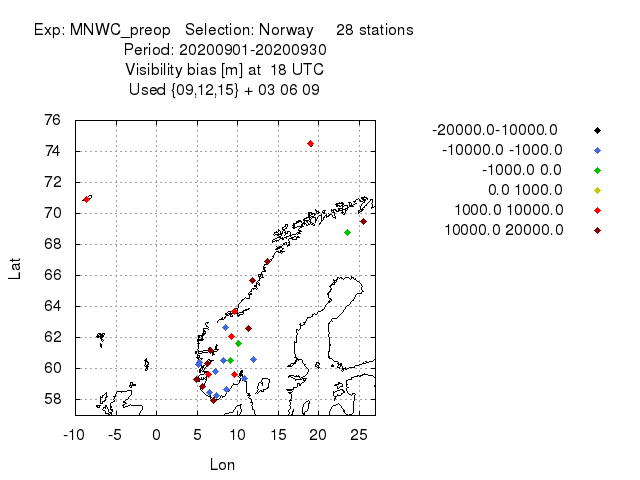 Exp: MNWC_preop Selection: Norway 28 stations
Period: 20200901-20200930
Visibility bias [m] at 18 UTC
Used {09,12,15} + 03 06 09
-20000.0-10000.0
-10000.0 -1000.0
-1000.0 0.0
0.0 1000.0
1000.0 10000.0
10000.0 20000.0
76
74
72
70
68
66
64
62
60
58
Lat
-10 -5 0 5 10 15 20 25
Lon